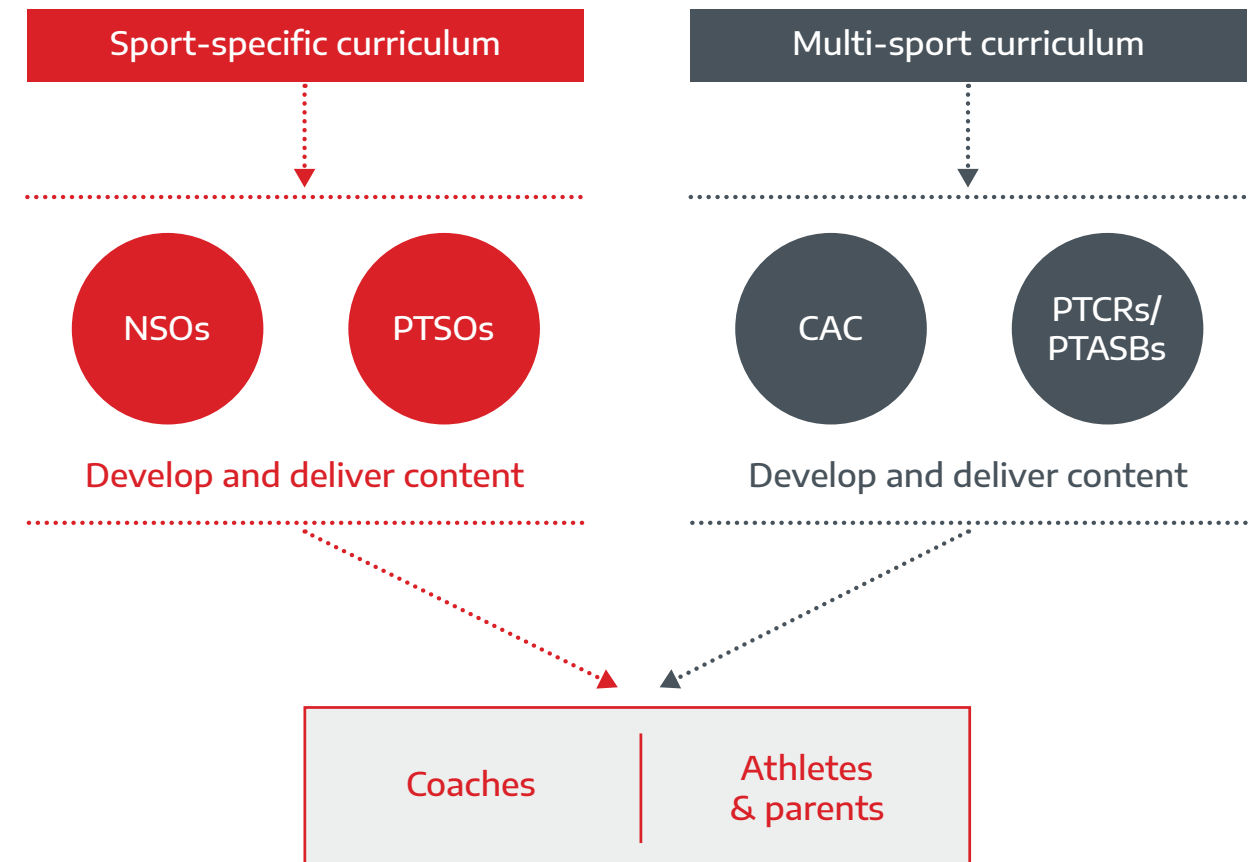 Sport-specific curriculum
Multi-sport curriculum
NSOs
PTSOs
CAC
PTCRs/
PTASBs
Develop and deliver content
Develop and deliver content
Coaches
Athletes
& parents